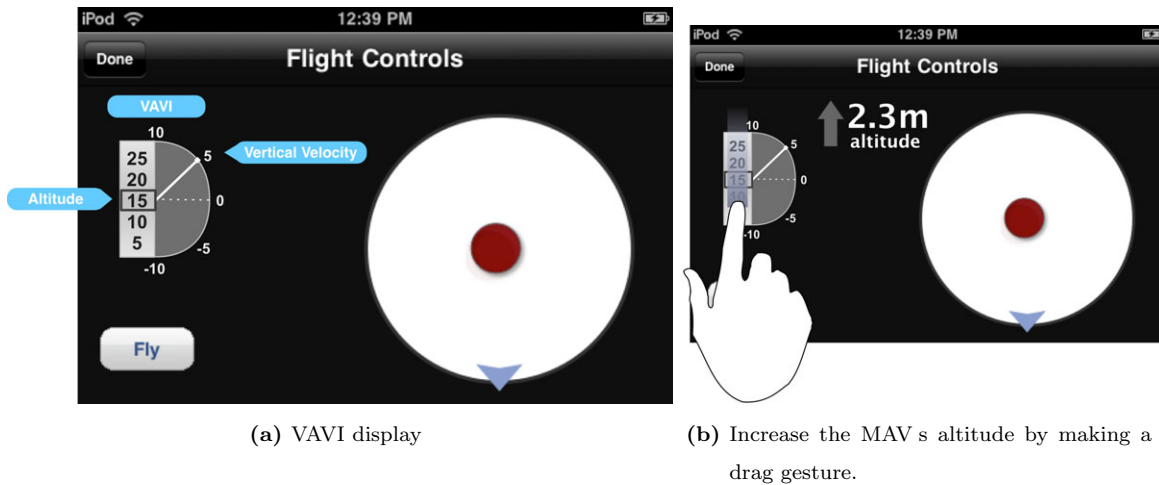 iPod 12:39 PM
Done Flight Controls
VAVI
10
25
20
15
10
5
5
0
-5
-10
Vertical Velocity
Altitude
Fly
(a) VAVI display
iPod 12:39 PM
Done Flight Controls
2.3m
altitude
10
25
20
15
10
5
0
-5
-10
(b) Increase the MAV s altitude by making a
drag gesture.